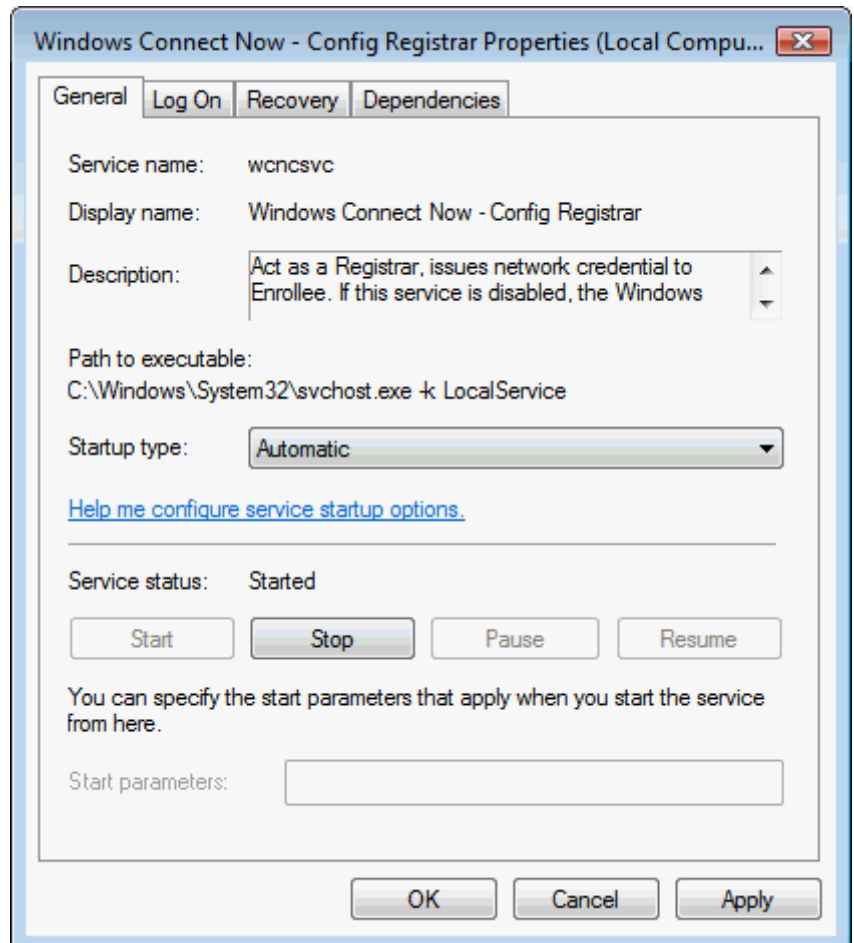 Windows Connect Now - Config Registrar Properties (Local Compu...
General Log On Recovery Dependencies
Service name: wcncsvc
Display name: Windows Connect Now - Config Registrar
Description: Act as a Registrar, issues network credential to
Enrollee. If this service is disabled, the Windows
Path to executable:
C:\Windows\System32\svchost.exe -k LocalService
Startup type: Automatic
Help me configure service startup options.
Service status: Started
Start Stop Pause Resume
You can specify the start parameters that apply when you start the service
from here.
Start parameters:
OK Cancel Apply